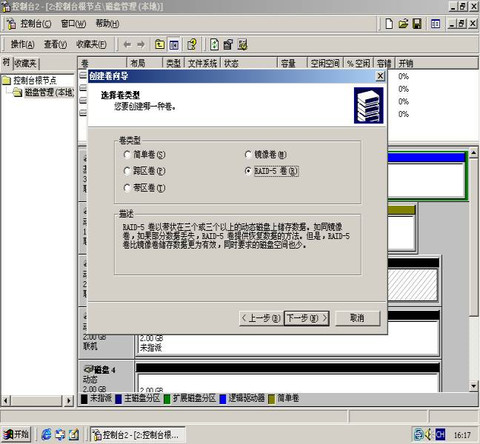 控制台2 - [2:控制台根节点\磁盘管理(本地)]
控制台(C) 窗口(W) 帮助(H)
操作(A) 查看(V) 收藏夹(F)
树 收藏夹
控制台根节点
磁盘管理(本地)
卷 布局 类型 文件系统 状态 容量 空闲空间 % 空闲 容错 开销
0%
0%
0%
0%
创建卷向导
选择卷类型
您要创建哪一种卷。
卷类型
简单卷(S) 镜像卷(M)
跨区卷(P) RAID-5 卷(R)
带区卷(T)
描述
RAID-5 卷以带状在三个或三个以上的动态磁盘上储存数据。如同镜像
卷，如果部分数据丢失，RAID-5 卷提供恢复数据的方法。但是，RAID-5
卷比镜像卷储存数据更为有效，同时要求的磁盘空间也少。
< 上一步(B) 下一步(N) > 取消
2.00 GB 2.00 GB
联机 未指派
磁盘 4
动态
2.00 GB 2.00 GB
未指派 主磁盘分区 扩展磁盘分区 逻辑驱动器 简单卷
开始 控制台2 - [2:控制台根... CH 16:17